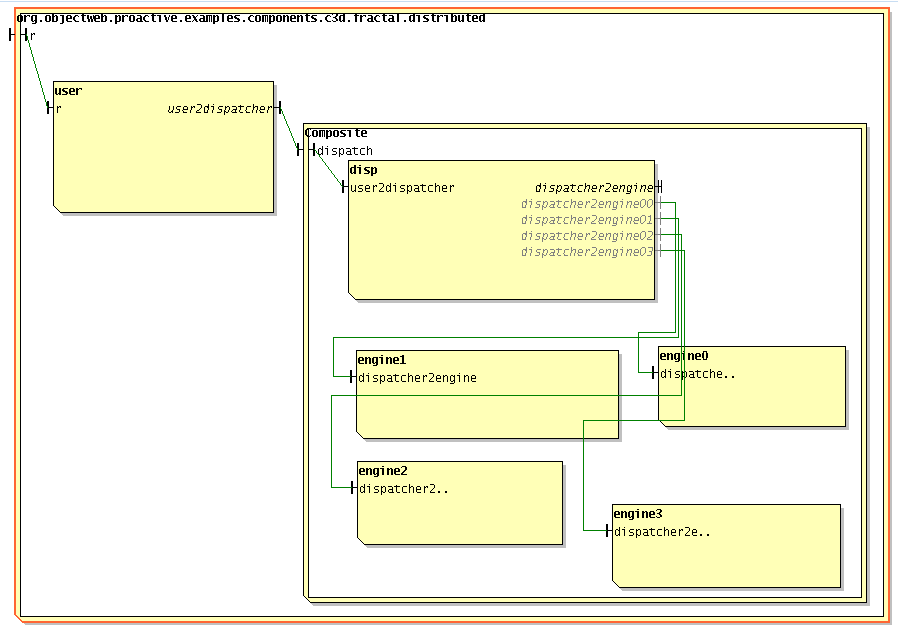 org.objectweb.proactive.examples.components.c3d.fractal.distributed
r
user
r user2dispatcher
Composite
dispatch
disp
user2dispatcher dispatcher2engine
dispatcher2engine00
dispatcher2engine01
dispatcher2engine02
dispatcher2engine03
engine1
dispatcher2engine
engine0
dispatche..
engine2
dispatcher2..
engine3
dispatcher2e..